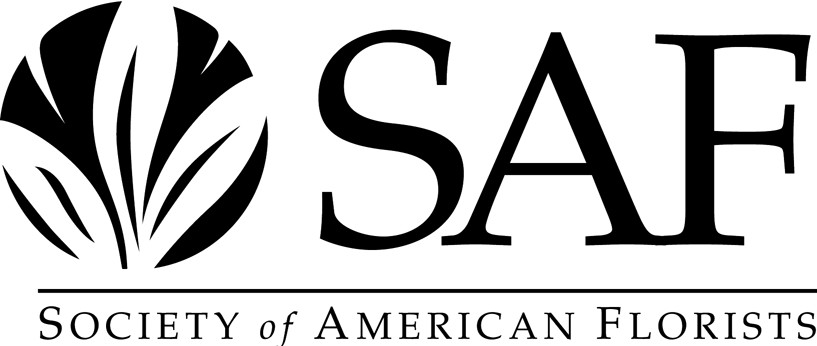 SAF
SOCIETY of AMERICAN FLORISTS